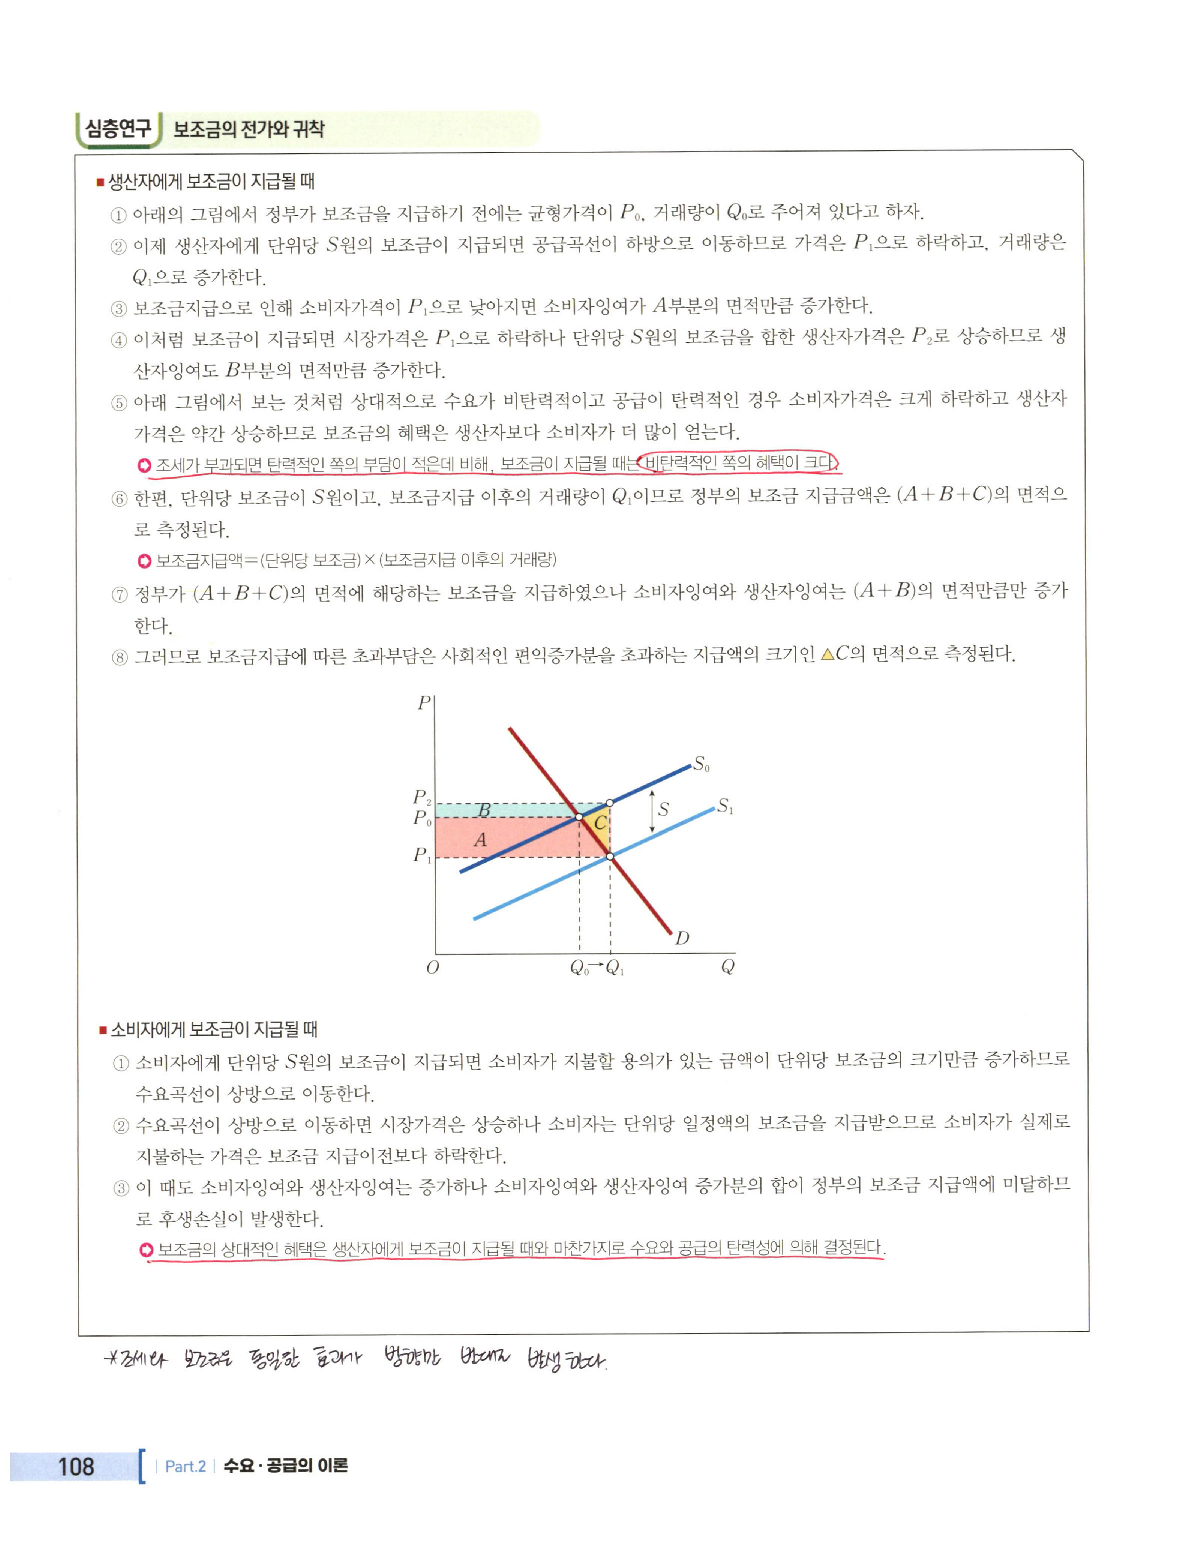 심층연구 보조금의 전가와 귀착
■ 생산자에게 보조금이 지급될 때
① 아래의 그림에서 정부가 보조금을 지급하기 전에는 균형가격이 P₀, 거래량이 Q₀로 주어져 있다고 하자.
② 이제 생산자에게 단위당 S원의 보조금이 지급되면 공급곡선이 하방으로 이동하므로 가격은 P₁으로 하락하고, 거래량은
Q₁으로 증가한다.
③ 보조금지급으로 인해 소비자가격이 P₁으로 낮아지면 소비자잉여가 A부분의 면적만큼 증가한다.
④ 이처럼 보조금이 지급되면 시장가격은 P₁으로 하락하나 단위당 S원의 보조금을 합한 생산자가격은 P₂로 상승하므로 생
산자잉여도 B부분의 면적만큼 증가한다.
⑤ 아래 그림에서 보는 것처럼 상대적으로 수요가 비탄력적이고 공급이 탄력적인 경우 소비자가격은 크게 하락하고 생산자
가격은 약간 상승하므로 보조금의 혜택은 생산자보다 소비자가 더 많이 얻는다.
조세가 부과되면 탄력적인 쪽의 부담이 적은데 비해, 보조금이 지급될 때는 비탄력적인 쪽의 혜택이 크다.
⑥ 한편, 단위당 보조금이 S원이고, 보조금지급 이후의 거래량이 Q₁이므로 정부의 보조금 지급금액은 (A+B+C)의 면적으
로 측정된다.
보조금지급액=(단위당 보조금)×(보조금지급 이후의 거래량)
⑦ 정부가 (A+B+C)의 면적에 해당하는 보조금을 지급하였으나 소비자잉여와 생산자잉여는 (A+B)의 면적만큼만 증가
한다.
⑧ 그러므로 보조금지급에 따른 초과부담은 사회적인 편익증가분을 초과하는 지급액의 크기인 △C의 면적으로 측정된다.
P
S₀
P₂
B
S
S₁
P₀
C
A
P₁
D
O
Q₀→Q₁
Q
■ 소비자에게 보조금이 지급될 때
① 소비자에게 단위당 S원의 보조금이 지급되면 소비자가 지불할 용의가 있는 금액이 단위당 보조금의 크기만큼 증가하므로
수요곡선이 상방으로 이동한다.
② 수요곡선이 상방으로 이동하면 시장가격은 상승하나 소비자는 단위당 일정액의 보조금을 지급받으므로 소비자가 실제로
지불하는 가격은 보조금 지급이전보다 하락한다.
③ 이 때도 소비자잉여와 생산자잉여는 증가하나 소비자잉여와 생산자잉여 증가분의 합이 정부의 보조금 지급액에 미달하므
로 후생손실이 발생한다.
보조금의 상대적인 혜택은 생산자에게 보조금이 지급될 때와 마찬가지로 수요와 공급의 탄력성에 의해 결정된다.
*조세와 보조금은 동일한 효과가 방향만 반대로 발생한다.
108 Part.2 수요·공급의 이론